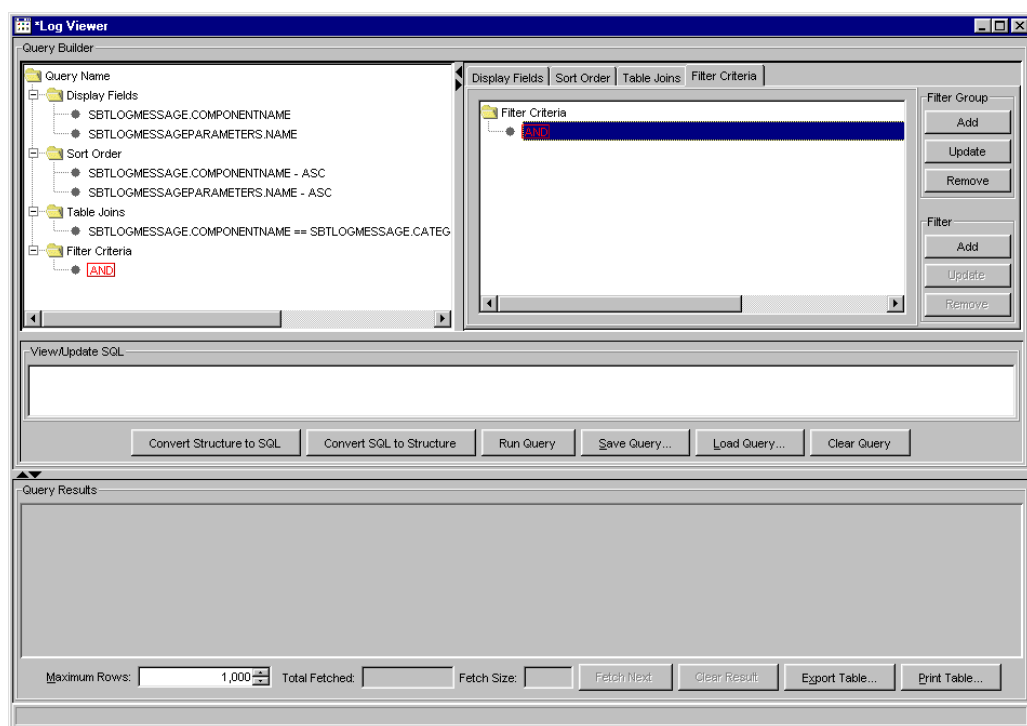 *Log Viewer
Query Builder
Query Name
Display Fields
SBTLOGMESSAGE.COMPONENTNAME
SBTLOGMESSAGEPARAMETERS.NAME
Sort Order
SBTLOGMESSAGE.COMPONENTNAME - ASC
SBTLOGMESSAGEPARAMETERS.NAME - ASC
Table Joins
SBTLOGMESSAGE.COMPONENTNAME == SBTLOGMESSAGE.CATEG
Filter Criteria
AND
Display Fields Sort Order Table Joins Filter Criteria
Filter Criteria
AND
Filter Group
Add
Update
Remove
Filter
Add
Update
Remove
View/Update SQL
Convert Structure to SQL Convert SQL to Structure Run Query Save Query... Load Query... Clear Query
Query Results
Maximum Rows: 1,000 Total Fetched: Fetch Size: Fetch Next Clear Result Export Table... Print Table...